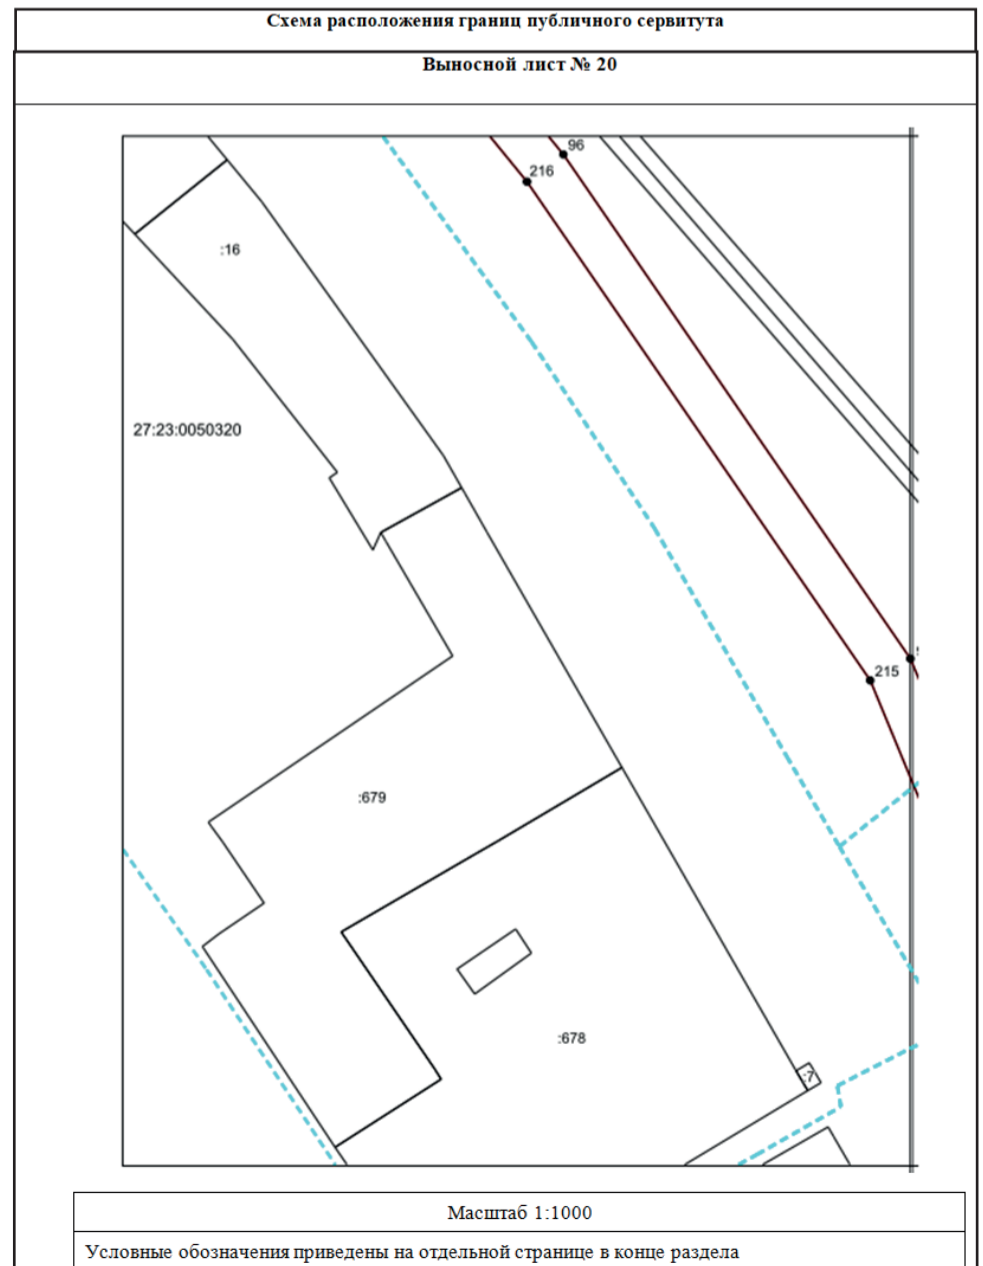 Схема расположения границ публичного сервитута
Выносной лист № 20
96
216
:16
27:23:0050320
215
:679
:678
:7
Масштаб 1:1000
Условные обозначения приведены на отдельной странице в конце раздела